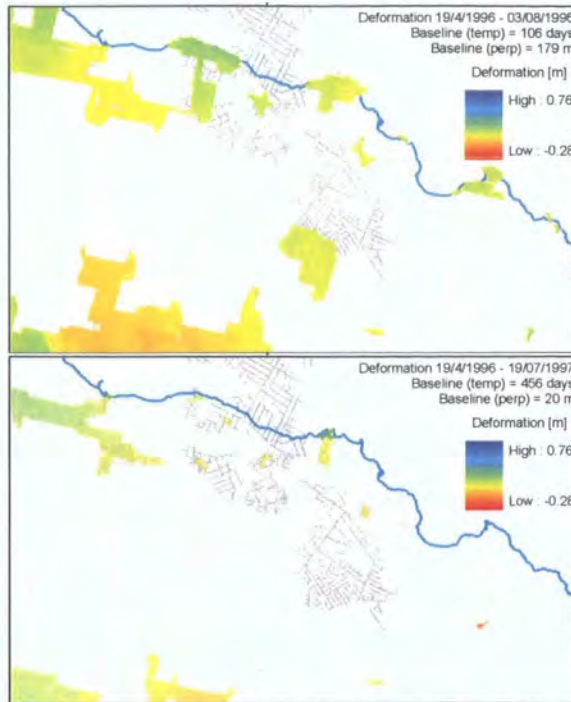 Deformation 19/4/1996 - 03/08/1996
Baseline (temp) = 106 days
Baseline (perp) = 179 m
Deformation [m]
High : 0.76
Low : -0.28
Deformation 19/4/1996 - 19/07/1997
Baseline (temp) = 456 days
Baseline (perp) = 20 m
Deformation [m]
High : 0.76
Low : -0.28